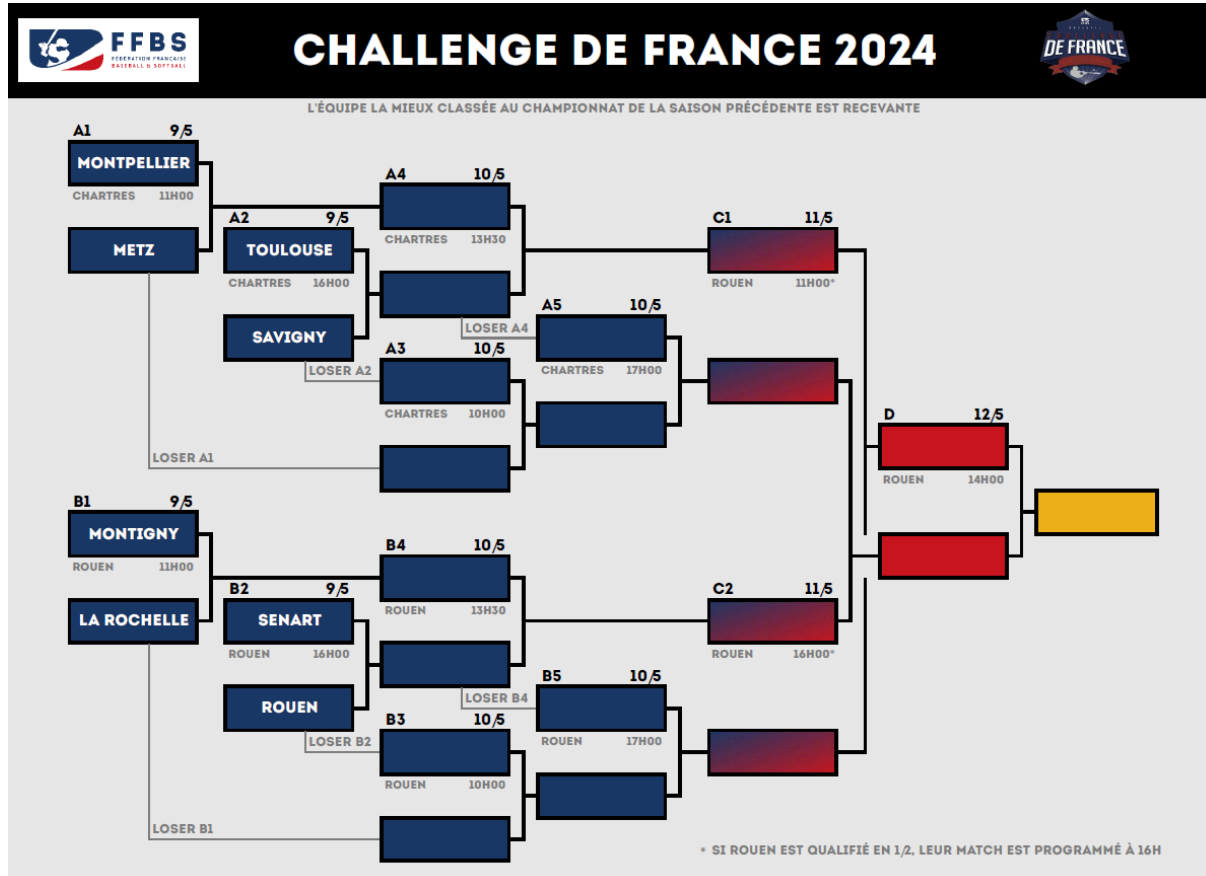 FFBS
FÉDÉRATION FRANÇAISE
BASEBALL & SOFTBALL
CHALLENGE DE FRANCE 2024
DE FRANCE
L'ÉQUIPE LA MIEUX CLASSÉE AU CHAMPIONNAT DE LA SAISON PRÉCÉDENTE EST RECEVANTE
A1 9/5
MONTPELLIER
CHARTRES 11H00
METZ
A2 9/5
TOULOUSE
CHARTRES 16H00
SAVIGNY
LOSER A2
LOSER A1
A4 10/5
CHARTRES 13H30
LOSER A4
A3 10/5
CHARTRES 10H00
A5 10/5
CHARTRES 17H00
C1 11/5
ROUEN 11H00*
D 12/5
ROUEN 14H00
B1 9/5
MONTIGNY
ROUEN 11H00
LA ROCHELLE
B2 9/5
SENART
ROUEN 16H00
ROUEN
LOSER B2
LOSER B1
B4 10/5
ROUEN 13H30
LOSER B4
B3 10/5
ROUEN 10H00
B5 10/5
ROUEN 17H00
C2 11/5
ROUEN 16H00*
* SI ROUEN EST QUALIFIÉ EN 1/2, LEUR MATCH EST PROGRAMMÉ À 16H